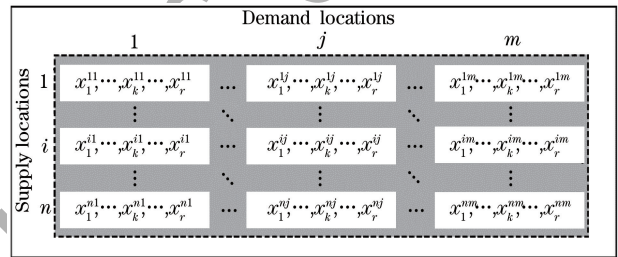 Demand locations
1 j m
1 x_1^{11},⋯,x_k^{11},⋯,x_r^{11} ⋯ x_1^{1j},⋯,x_k^{1j},⋯,x_r^{1j} ⋯ x_1^{1m},⋯,x_k^{1m},⋯,x_r^{1m}
⋮ ⋱ ⋮ ⋱ ⋮
i x_1^{i1},⋯,x_k^{i1},⋯,x_r^{i1} ⋯ x_1^{ij},⋯,x_k^{ij},⋯,x_r^{ij} ⋯ x_1^{im},⋯,x_k^{im},⋯,x_r^{im}
⋮ ⋱ ⋮ ⋱ ⋮
n x_1^{n1},⋯,x_k^{n1},⋯,x_r^{n1} ⋯ x_1^{nj},⋯,x_k^{nj},⋯,x_r^{nj} ⋯ x_1^{nm},⋯,x_k^{nm},⋯,x_r^{nm}
Supply locations